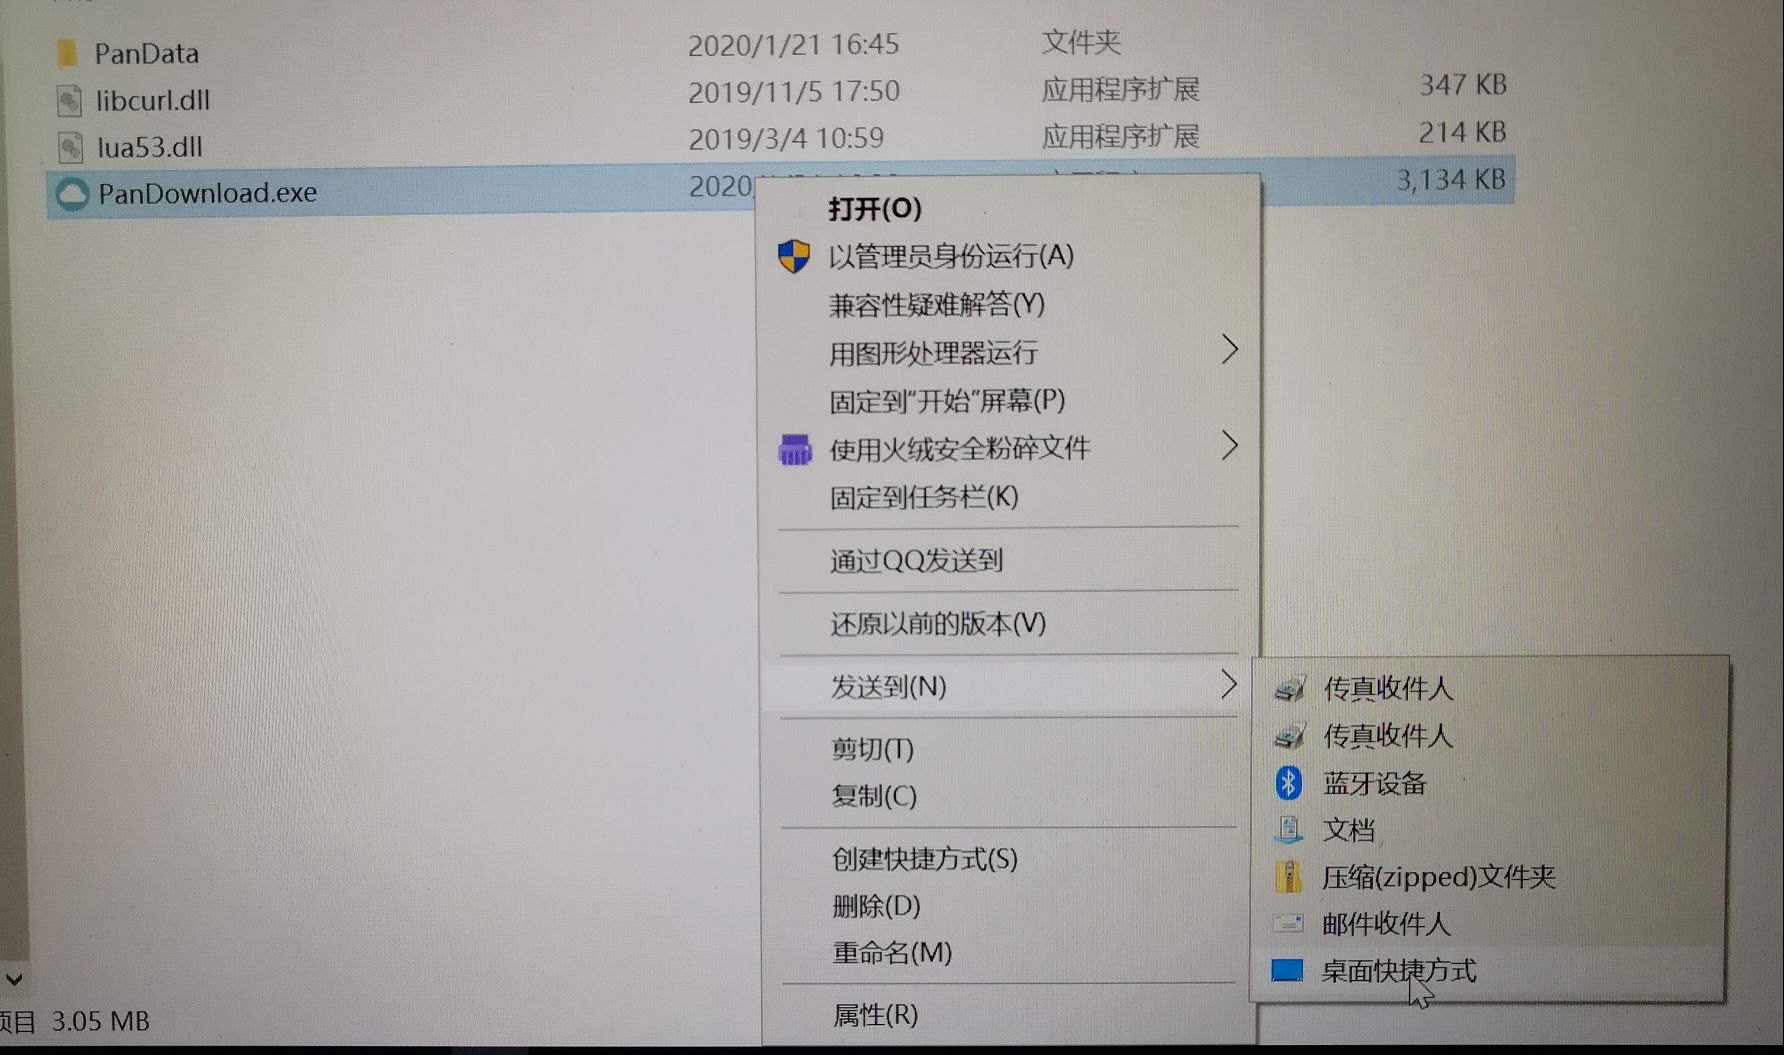 PanData 2020/1/21 16:45 文件夹
libcurl.dll 2019/11/5 17:50 应用程序扩展 347 KB
lua53.dll 2019/3/4 10:59 应用程序扩展 214 KB
PanDownload.exe 2020 3,134 KB
打开(O)
以管理员身份运行(A)
兼容性疑难解答(Y)
用图形处理器运行
固定到"开始"屏幕(P)
使用火绒安全粉碎文件
固定到任务栏(K)
通过QQ发送到
还原以前的版本(V)
发送到(N)
剪切(T)
复制(C)
创建快捷方式(S)
删除(D)
重命名(M)
属性(R)
传真收件人
传真收件人
蓝牙设备
文档
压缩(zipped)文件夹
邮件收件人
桌面快捷方式
项目 3.05 MB